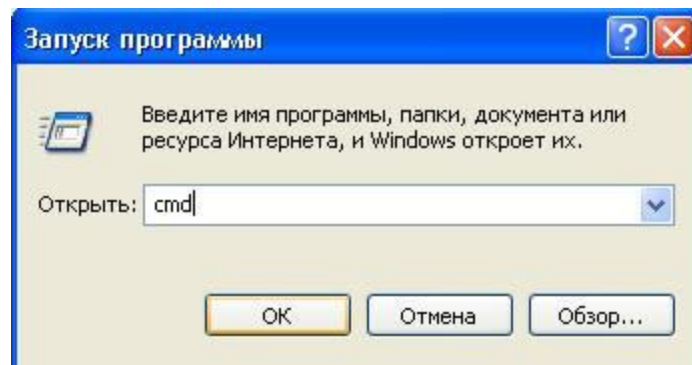 Запуск программы
Введите имя программы, папки, документа или
ресурса Интернета, и Windows откроет их.
Открыть: cmd
ОК Отмена Обзор...